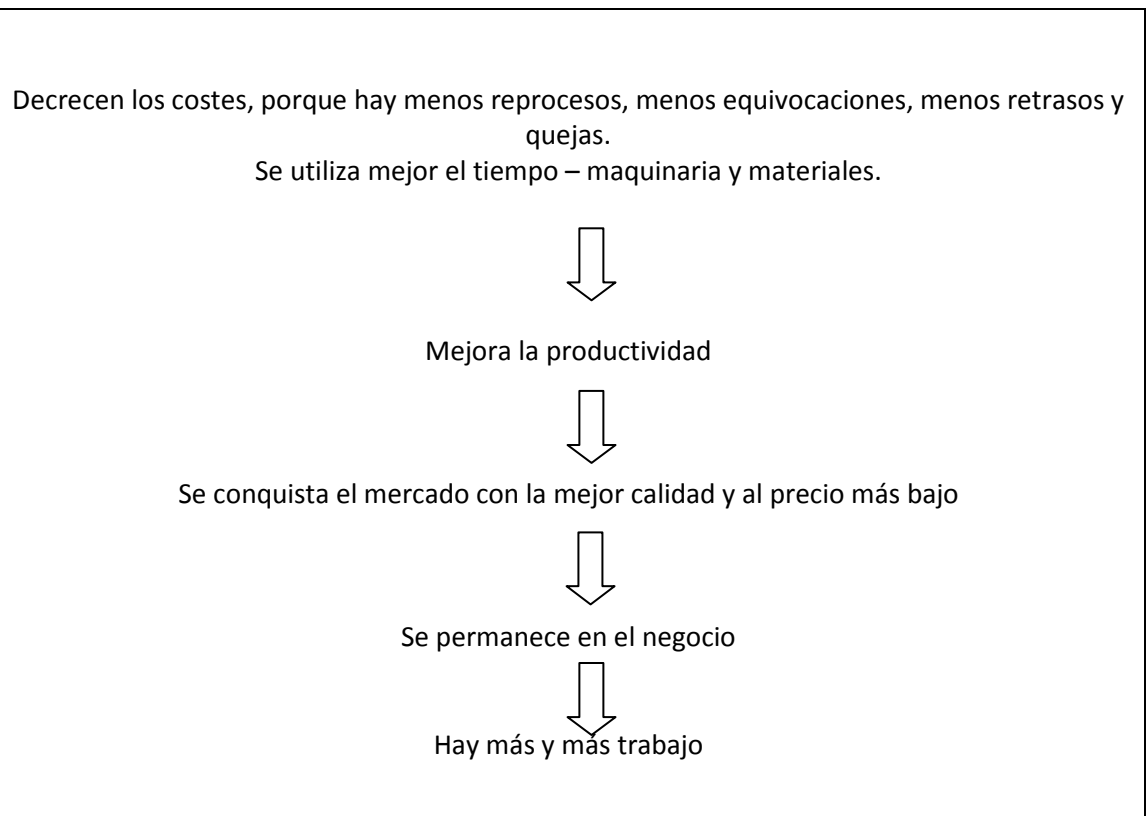 Decrecen los costes, porque hay menos reprocesos, menos equivocaciones, menos retrasos y
quejas.
Se utiliza mejor el tiempo – maquinaria y materiales.
Mejora la productividad
Se conquista el mercado con la mejor calidad y al precio más bajo
Se permanece en el negocio
Hay más y más trabajo